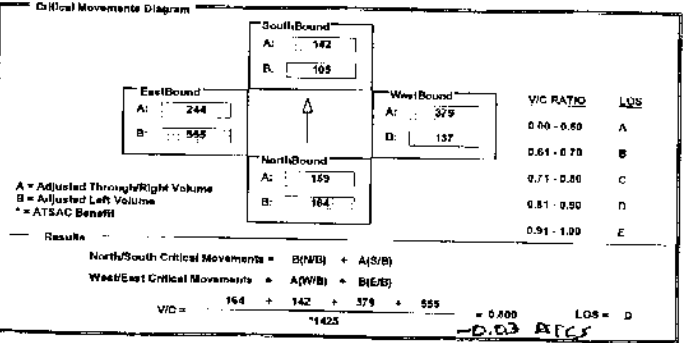 Critical Movements Diagram
SouthBound
A: 142
B: 105
EastBound
A: 244
B: 555
WestBound
A: 379
B: 137
NorthBound
A: 159
B: 164
V/C RATIO LOS
0.00 - 0.60 A
0.61 - 0.70 B
0.71 - 0.80 C
0.81 - 0.90 D
0.91 - 1.00 E
A = Adjusted Through/Right Volume
B = Adjusted Left Volume
* = ATSAC Benefit
Results
North/South Critical Movements = B(N/B) + A(S/B)
West/East Critical Movements = A(W/B) + B(E/B)
164 + 142 + 379 + 555
V/C = = 0.800 LOS = D
*1425
-0.03 ATCS